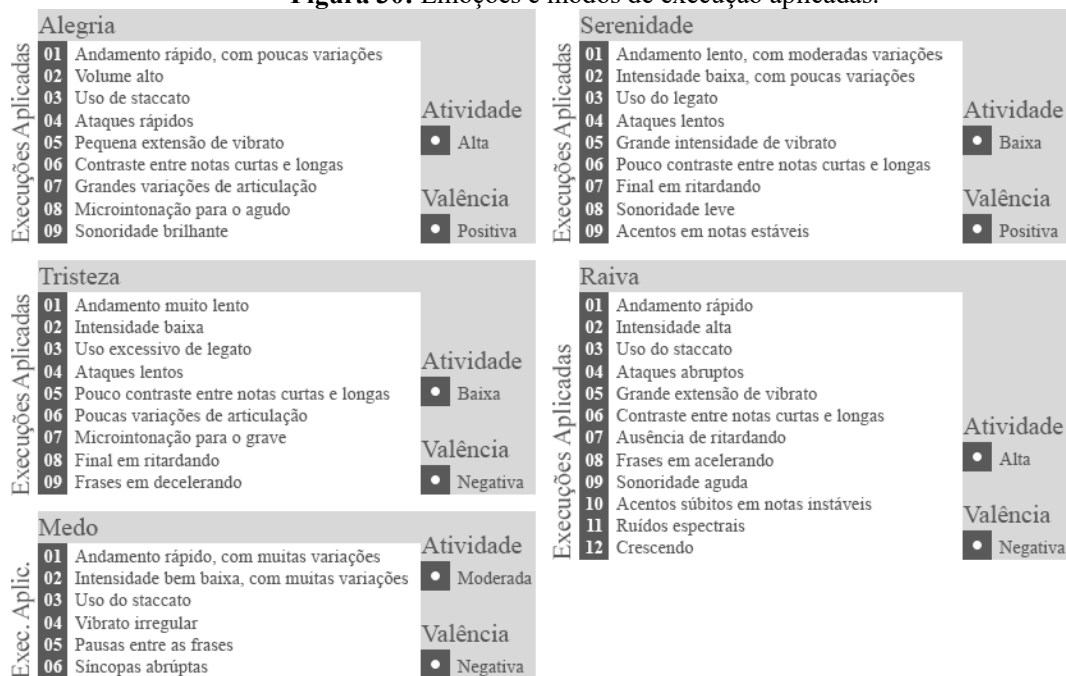 Figura 30: Emoções e modos de execução aplicadas.
Alegria
Execuções Aplicadas
01 Andamento rápido, com poucas variações
02 Volume alto
03 Uso de staccato
04 Ataques rápidos
05 Pequena extensão de vibrato
06 Contraste entre notas curtas e longas
07 Grandes variações de articulação
08 Microintonação para o agudo
09 Sonoridade brilhante
Atividade
Alta
Valência
Positiva
Serenidade
Execuções Aplicadas
01 Andamento lento, com moderadas variações
02 Intensidade baixa, com poucas variações
03 Uso do legato
04 Ataques lentos
05 Grande intensidade de vibrato
06 Pouco contraste entre notas curtas e longas
07 Final em ritardando
08 Sonoridade leve
09 Acentos em notas estáveis
Atividade
Baixa
Valência
Positiva
Tristeza
Execuções Aplicadas
01 Andamento muito lento
02 Intensidade baixa
03 Uso excessivo de legato
04 Ataques lentos
05 Pouco contraste entre notas curtas e longas
06 Poucas variações de articulação
07 Microintonação para o grave
08 Final em ritardando
09 Frases em decelerando
Atividade
Baixa
Valência
Negativa
Raiva
Execuções Aplicadas
01 Andamento rápido
02 Intensidade alta
03 Uso do staccato
04 Ataques abruptos
05 Grande extensão de vibrato
06 Contraste entre notas curtas e longas
07 Ausência de ritardando
08 Frases em acelerando
09 Sonoridade aguda
10 Acentos súbitos em notas instáveis
11 Ruídos espectrais
12 Crescendo
Atividade
Alta
Valência
Negativa
Medo
Exec. Aplic.
01 Andamento rápido, com muitas variações
02 Intensidade bem baixa, com muitas variações
03 Uso do staccato
04 Vibrato irregular
05 Pausas entre as frases
06 Síncopas abrúptas
Atividade
Moderada
Valência
Negativa